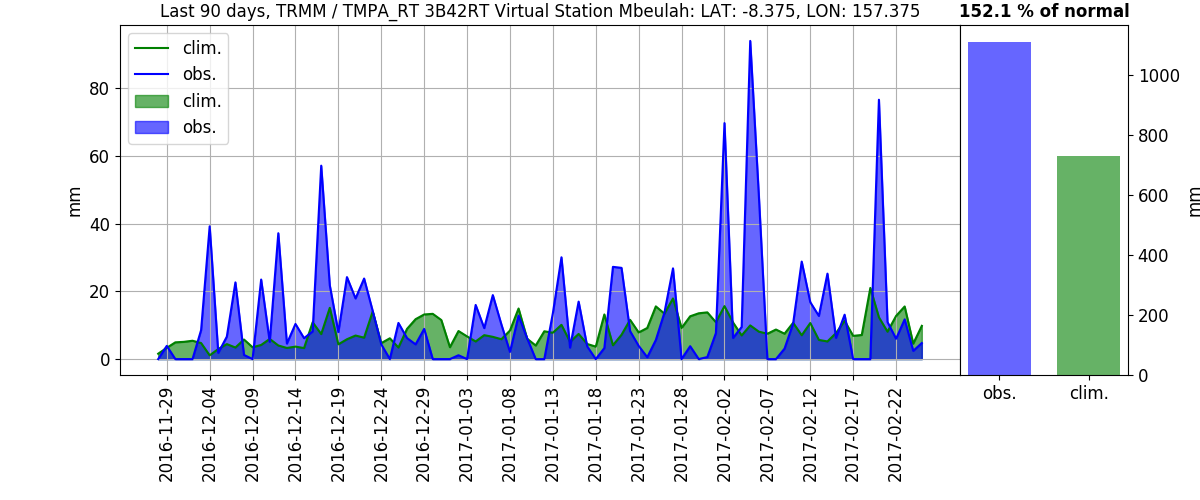 Last 90 days, TRMM / TMPA_RT 3B42RT Virtual Station Mbeulah: LAT: -8.375, LON: 157.375
152.1 % of normal
clim.
obs.
clim.
obs.
mm
80
60
40
20
0
2016-11-29
2016-12-04
2016-12-09
2016-12-14
2016-12-19
2016-12-24
2016-12-29
2017-01-03
2017-01-08
2017-01-13
2017-01-18
2017-01-23
2017-01-28
2017-02-02
2017-02-07
2017-02-12
2017-02-17
2017-02-22
1000
800
600
400
200
0
mm
obs.
clim.